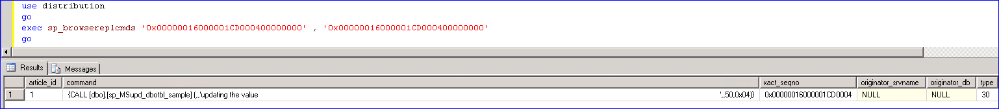 use distribution
go
exec sp_browsereplcmds '0x00000016000001CD000400000000' , '0x00000016000001CD000400000000'
go
Results Messages
article_id command xact_seqno originator_srvname originator_db type
1 1 {CALL [dbo].[sp_MSupd_dbotbl_sample] (,,'updating the value ',,50,0x04)} 0x00000016000001CD0004 NULL NULL 30